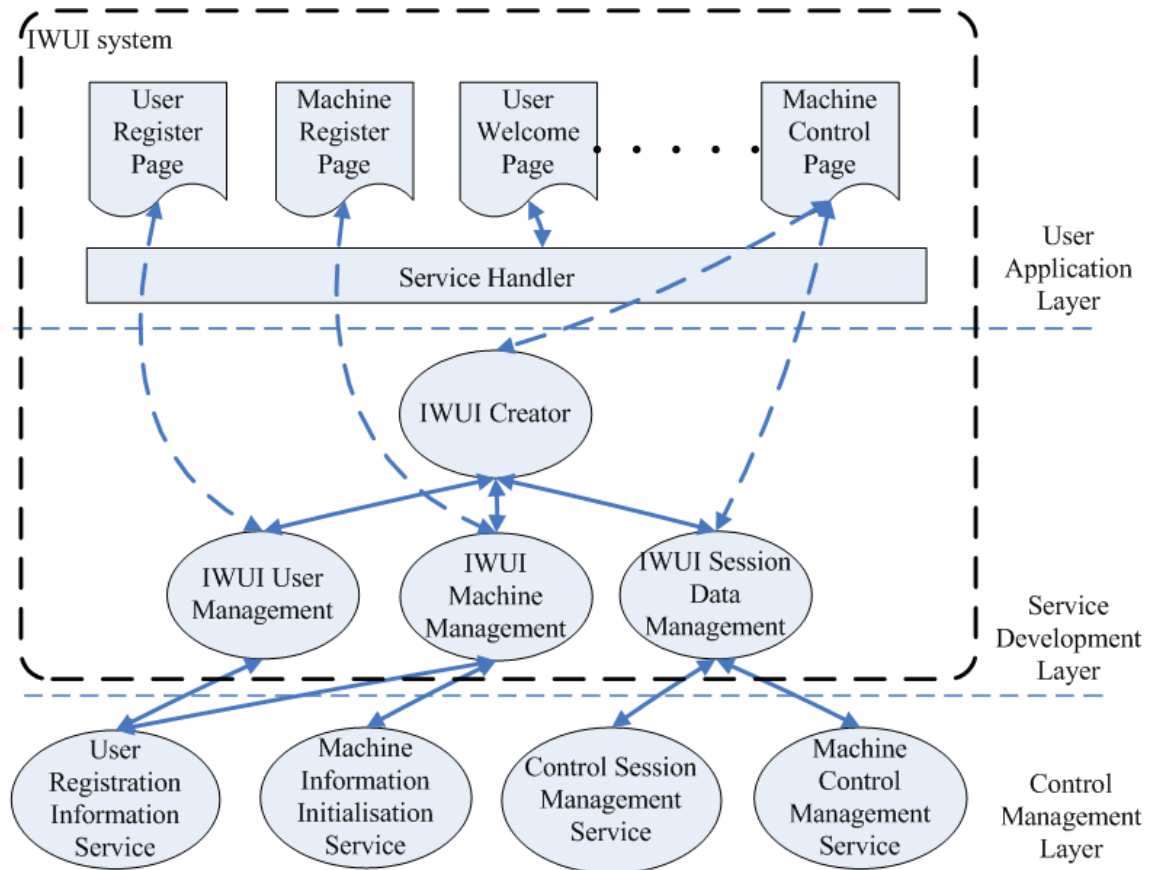 IWUI system
User
Register
Page
Machine
Register
Page
User
Welcome
Page
Machine
Control
Page
Service Handler
User
Application
Layer
IWUI Creator
IWUI User
Management
IWUI
Machine
Management
IWUI Session
Data
Management
Service
Development
Layer
User
Registration
Information
Service
Machine
Information
Initialisation
Service
Control Session
Management
Service
Machine
Control
Management
Service
Control
Management
Layer